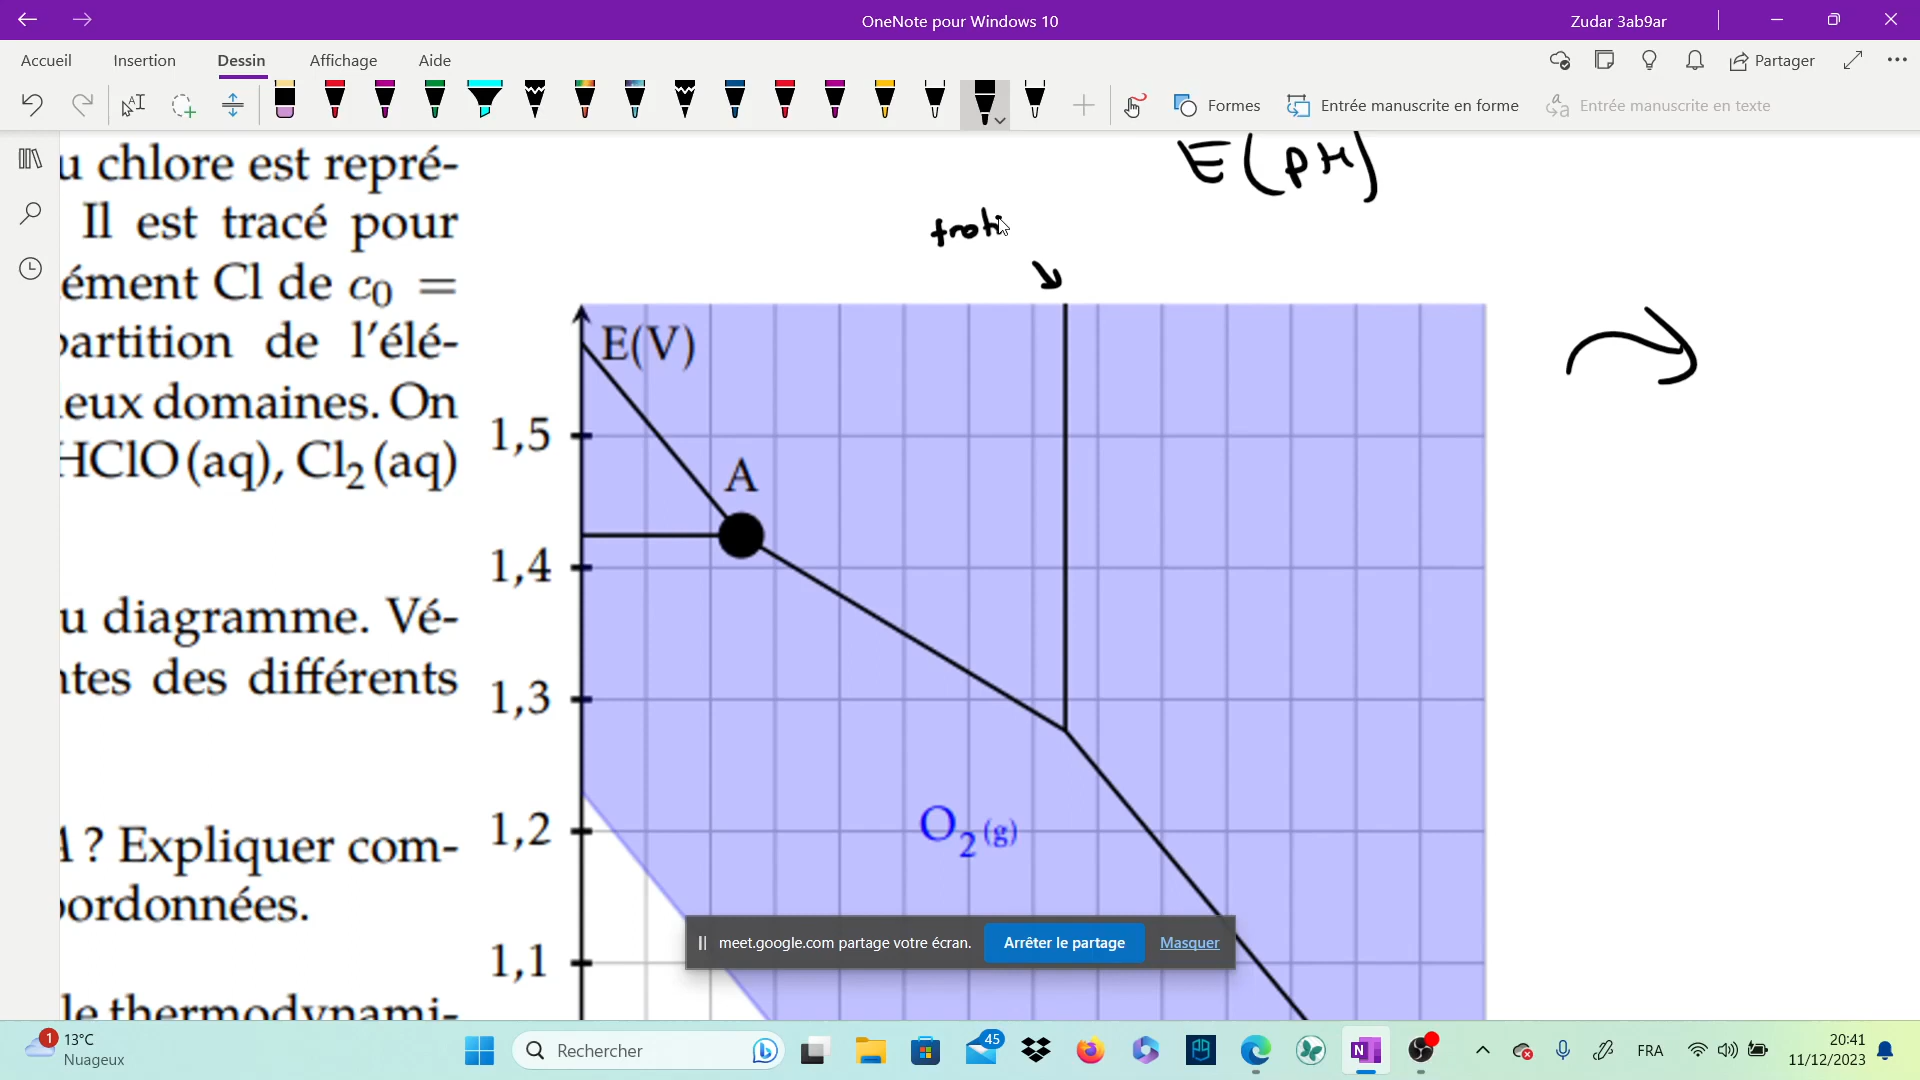 OneNote pour Windows 10
Zudar 3ab9ar
Accueil Insertion Dessin Affichage Aide
Partager
Formes
Entrée manuscrite en forme
Entrée manuscrite en texte
E(pH)
u chlore est repré-
Il est tracé pour
ément Cl de c₀ =
partition de l'élé-
eux domaines. On
HClO (aq), Cl₂ (aq)
u diagramme. Vé-
ntes des différents
A ? Expliquer com-
ordonnées.
le thermodynami-
E(V)
1,5
A
1,4
1,3
1,2
O₂(g)
1,1
meet.google.com partage votre écran.
Arrêter le partage
Masquer
1
13°C
Nuageux
Rechercher
45
FRA
20:41
11/12/2023